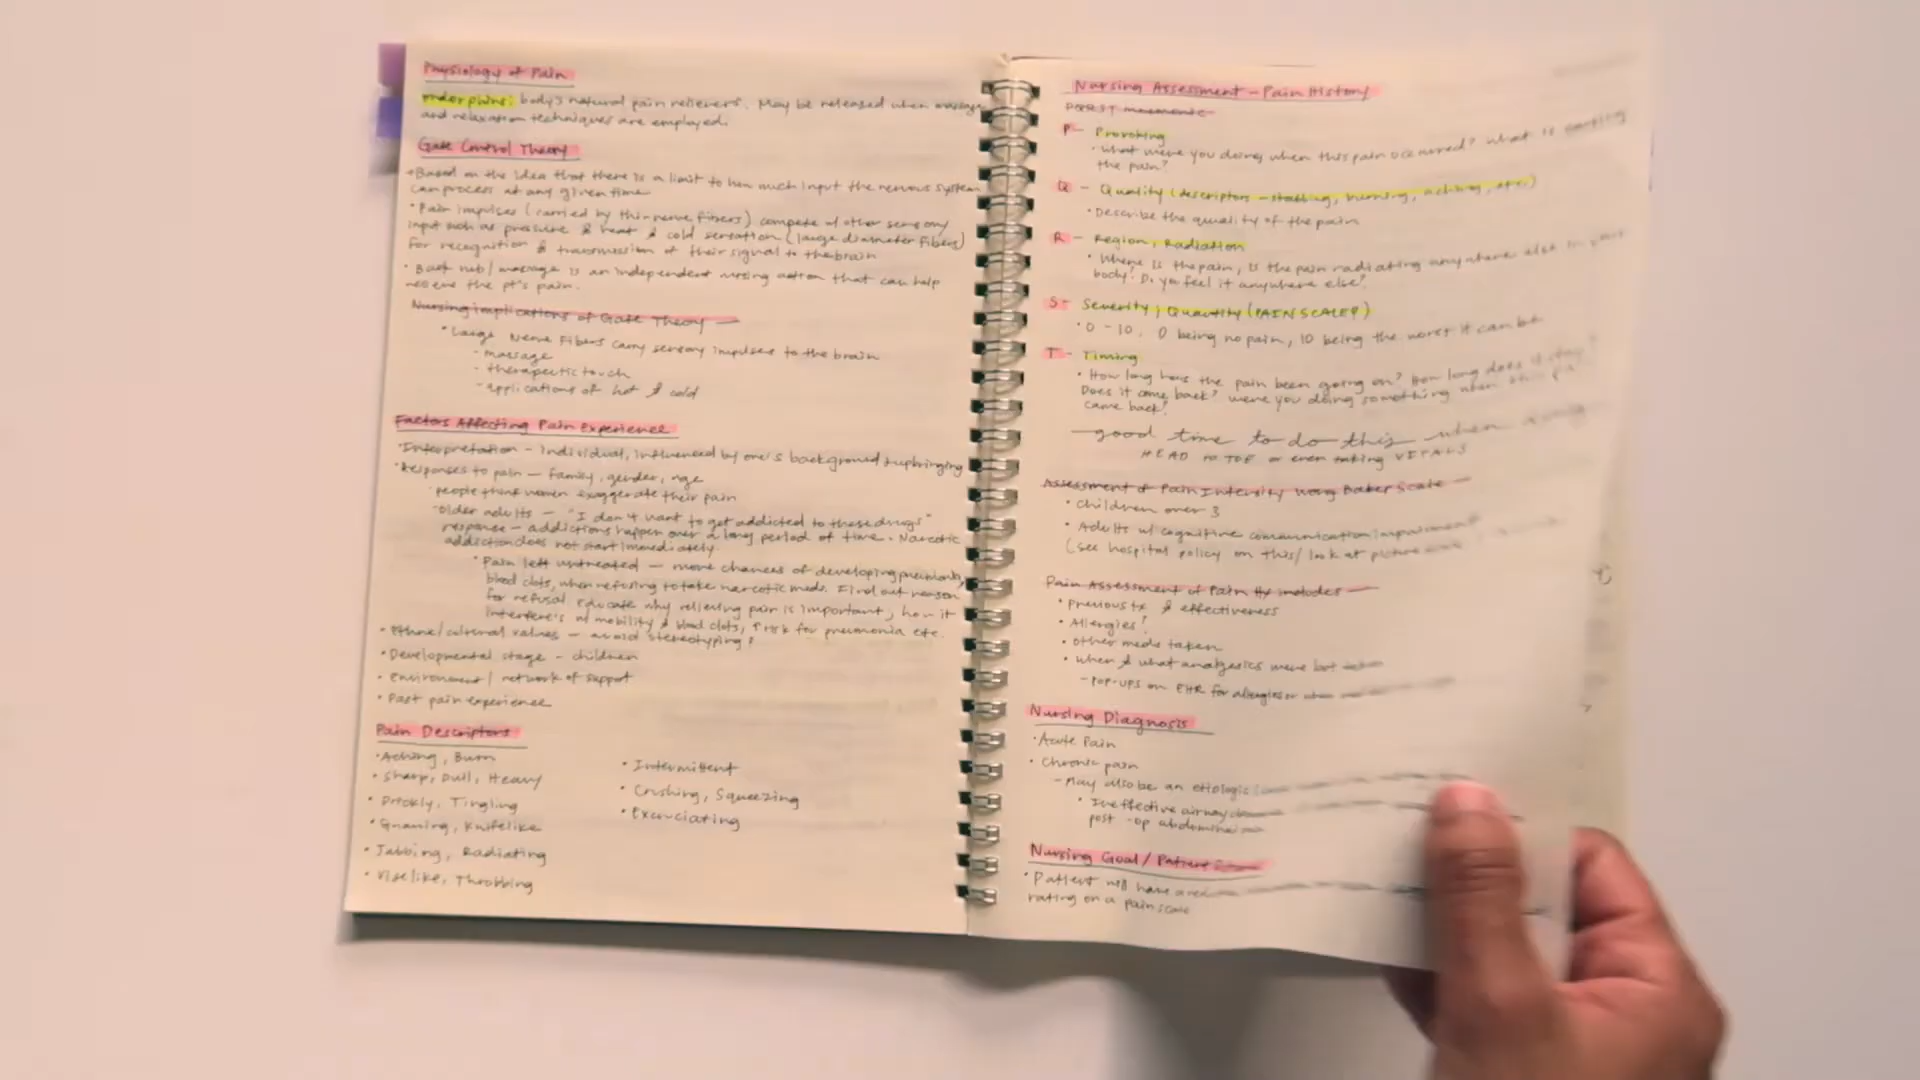 Physiology of Pain
endorphins: body's natural pain relievers. May be released when massage
and relaxation techniques are employed.
Gate Control Theory
• Based on the idea that there is a limit to how much input the nervous system
can process at any given time
• Pain impulses (carried by thin nerve fibers) compete w/ other sensory
input such as pressure & heat & cold sensation (large diameter fibers)
for recognition & transmission of their signal to the brain
• Back rub/massage is an independent nursing action that can help
relieve the pt's pain.
Nursing implications of Gate Theory
• Large Nerve Fibers carry sensory impulses to the brain
- massage
- therapeutic touch
- applications of hot & cold
Factors Affecting Pain Experience
• Interpretation - individual, influenced by one's background & upbringing
• Responses to pain - family, gender, age
people think women exaggerate their pain
older adults - "I don't want to get addicted to these drugs"
response - addictions happen over a long period of time. Narcotic
addiction does not start immediately.
• Pain left untreated - more chances of developing pneumonia,
blood clots, when refusing to take narcotic meds. Find out reason
for refusal educate why relieving pain is important, how it
interfere's w/ mobility & blood clots, ↑ risk for pneumonia etc.
• Ethnic/cultural values - avoid stereotyping!
• Developmental stage - children
• Environment/network of support
• Past pain experience
Pain Descriptors
• Aching, Burn
• Sharp, Dull, Heavy
• Prickly, Tingling
• Gnawing, Knifelike
• Jabbing, Radiating
• Viselike, Throbbing
• Intermittent
• Crushing, Squeezing
• Excruciating
Nursing Assessment - Pain History
PQRST mnemonic
P - Provoking
• What were you doing when this pain occurred? What is causing
the pain?
Q - Quality (descriptors - stabbing, burning, aching, etc.)
• Describe the quality of the pain
R - Region, Radiation
• Where is the pain, is the pain radiating anywhere else in your
body? Do you feel it anywhere else?
S - Severity, Quantity (PAIN SCALE)
• 0 - 10. 0 being no pain, 10 being the worst it can be
T - Timing
• How long has the pain been going on? How long does it stay?
Does it come back? were you doing something when this
came back?
good time to do this when doing
HEAD to TOE or even taking VITALS
Assessment of Pain Intensity Wong Baker Scale
• Children over 3
• Adults w/ cognitive communication impairment
(see hospital policy on this/look at picture
Pain Assessment of Pain Hx includes
• Previous tx & effectiveness
• Allergies?
• other meds taken
• when & what analgesics were last taken
- pop-ups on EHR for allergies or when
Nursing Diagnosis
• Acute Pain
• Chronic pain
- May also be an etiologic
• Ineffective airway
post-op abdominal
Nursing Goal/Patient
• Patient will have a
rating on a pain scale